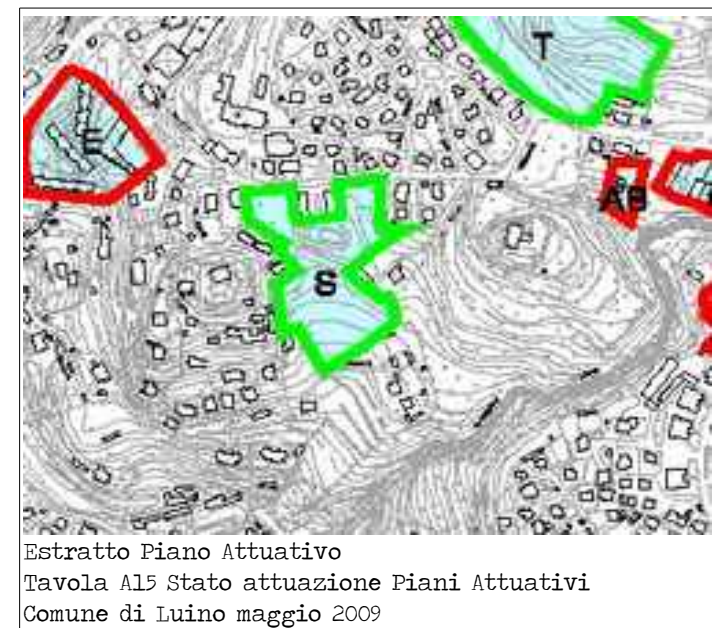 T
E
AB
S
Estratto Piano Attuativo
Tavola A15 Stato attuazione Piani Attuativi
Comune di Luino maggio 2009